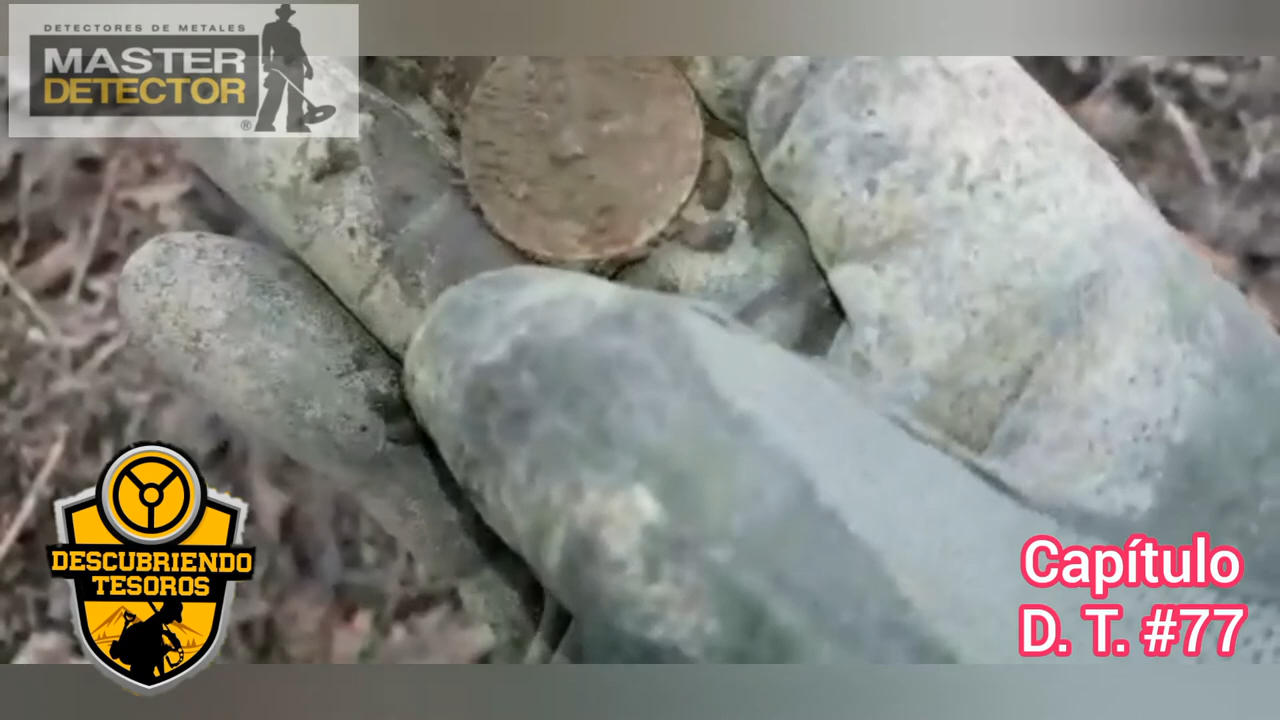 DETECTORES DE METALES
MASTER
DETECTOR
®
DESCUBRIENDO
TESOROS
Capítulo
D. T. #77